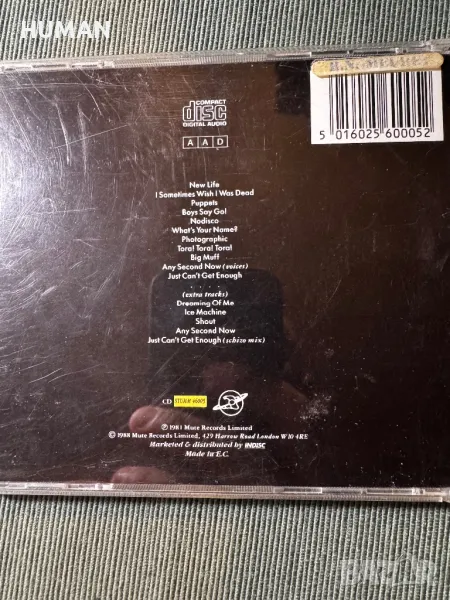 HUMAN
COMPACT
disc
DIGITAL AUDIO
A A D
5 016025 600052
New Life
I Sometimes Wish I Was Dead
Puppets
Boys Say Go!
Nodisco
What's Your Name?
Photographic
Tora! Tora! Tora!
Big Muff
Any Second Now (voices)
Just Can't Get Enough
. . . .
(extra tracks)
Dreaming Of Me
Ice Machine
Shout
Any Second Now
Just Can't Get Enough (schizo mix)
CD
Ⓟ 1981 Mute Records Limited
© 1988 Mute Records Limited, 429 Harrow Road London W10 4RE
Marketed & distributed by INDISC
Made in E.C.
BAZAR